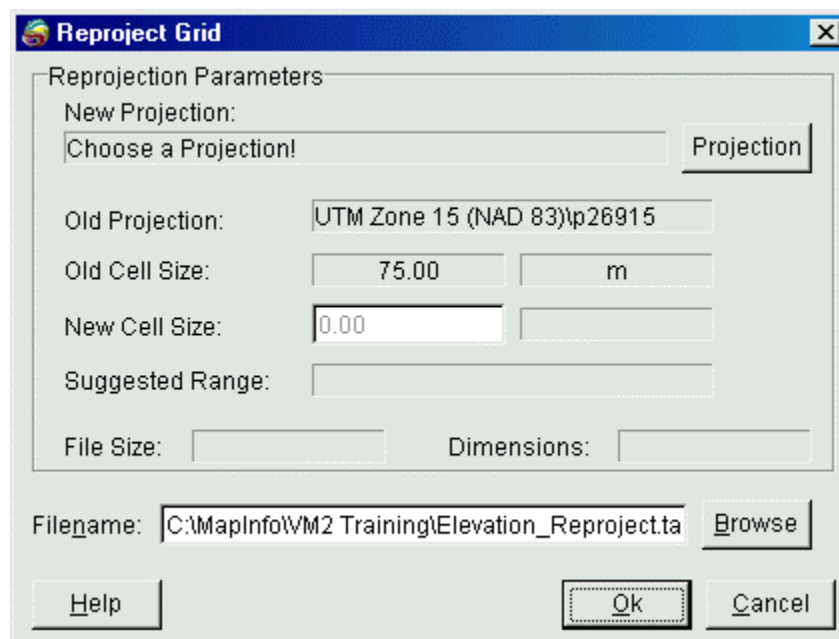 Reproject Grid
Reprojection Parameters
New Projection:
Choose a Projection!
Projection
Old Projection:
UTM Zone 15 (NAD 83)\p26915
Old Cell Size:
75.00
m
New Cell Size:
0.00
Suggested Range:
File Size:
Dimensions:
Filename:
C:\MapInfo\VM2 Training\Elevation_Reproject.ta
Browse
Help
Ok
Cancel